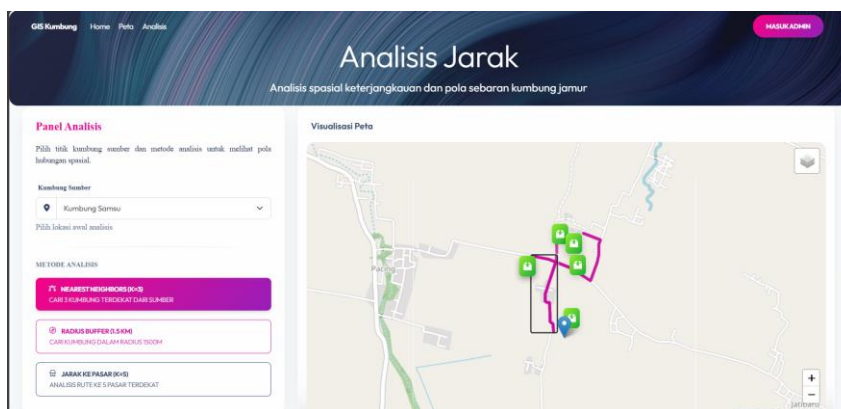 GIS Kumbung Home Peta Analisis
MASUK ADMIN
Analisis Jarak
Analisis spasial keterjangkauan dan pola sebaran kumbung jamur
Panel Analisis
Pilih titik kumbung sumber dan metode analisis untuk melihat pola
hubungan spasial.
Kumbung Sumber
Kumbung Samsu
Pilih lokasi awal analisis
METODE ANALISIS
NEAREST NEIGHBORS (K=3)
CARI 3 KUMBUNG TERDEKAT DARI SUMBER
RADIUS BUFFER (1.5 KM)
CARI KUMBUNG DALAM RADIUS 1500M
JARAK KE PASAR (K=5)
ANALISIS RUTE KE 5 PASAR TERDEKAT
Visualisasi Peta
Pacing
+
−
Jatibaru